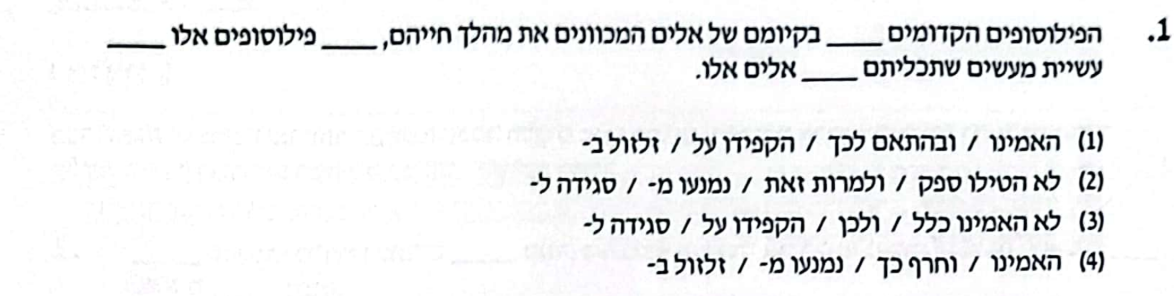 1. הפילוסופים הקדומים ____ בקיומם של אלים המכוונים את מהלך חייהם, ____ פילוסופים אלו ____
עשיית מעשים שתכליתם ____ אלים אלו.
(1) האמינו / ובהתאם לכך / הקפידו על / זלזול ב-
(2) לא הטילו ספק / ולמרות זאת / נמנעו מ- / סגידה ל-
(3) לא האמינו כלל / ולכן / הקפידו על / סגידה ל-
(4) האמינו / וחרף כך / נמנעו מ- / זלזול ב-